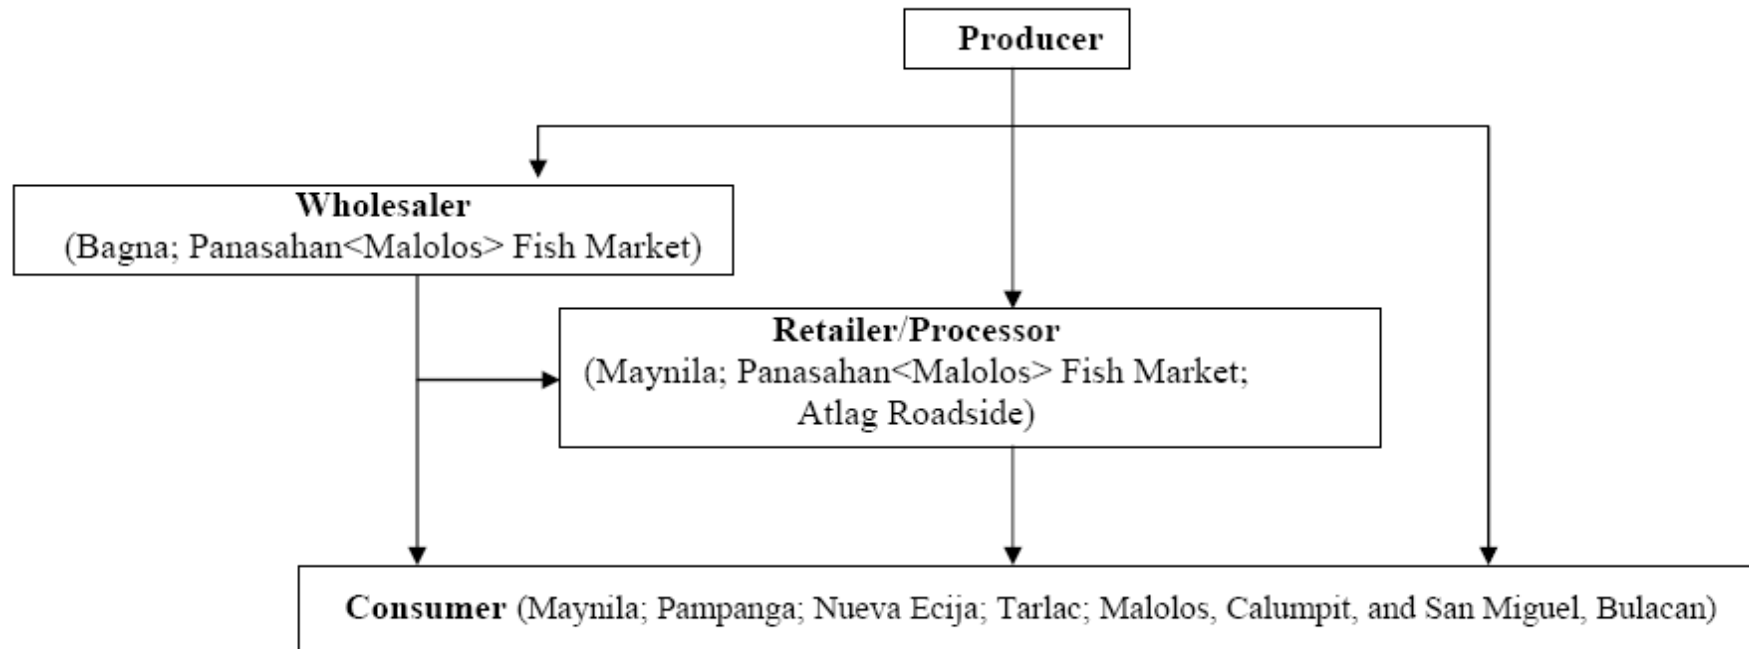 Producer
Wholesaler
(Bagna; Panasahan<Malolos> Fish Market)
Retailer/Processor
(Maynila; Panasahan<Malolos> Fish Market;
Atlag Roadside)
Consumer (Maynila; Pampanga; Nueva Ecija; Tarlac; Malolos, Calumpit, and San Miguel, Bulacan)